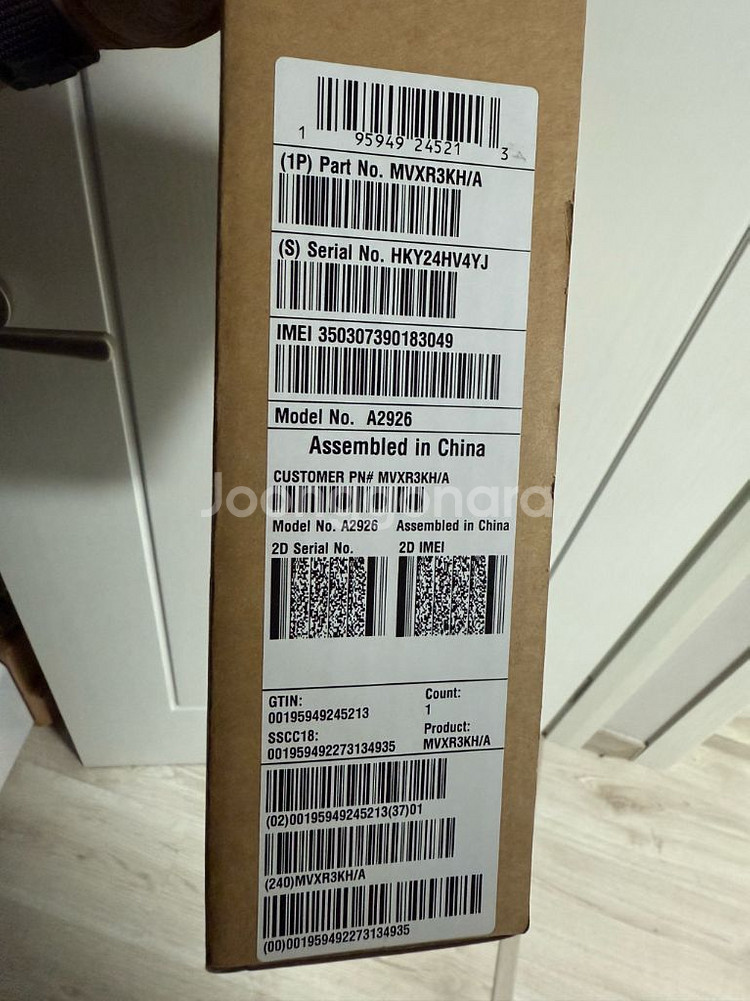 1 95949 24521 3
(1P) Part No. MVXR3KH/A
(S) Serial No. HKY24HV4YJ
IMEI 350307390183049
Model No. A2926
Assembled in China
CUSTOMER PN# MVXR3KH/A
Joonggonara
Model No. A2926 Assembled in China
2D Serial No. 2D IMEI
GTIN: Count:
00195949245213 1
SSCC18: Product:
001959492273134935 MVXR3KH/A
(02)00195949245213(37)01
(240)MVXR3KH/A
(00)001959492273134935